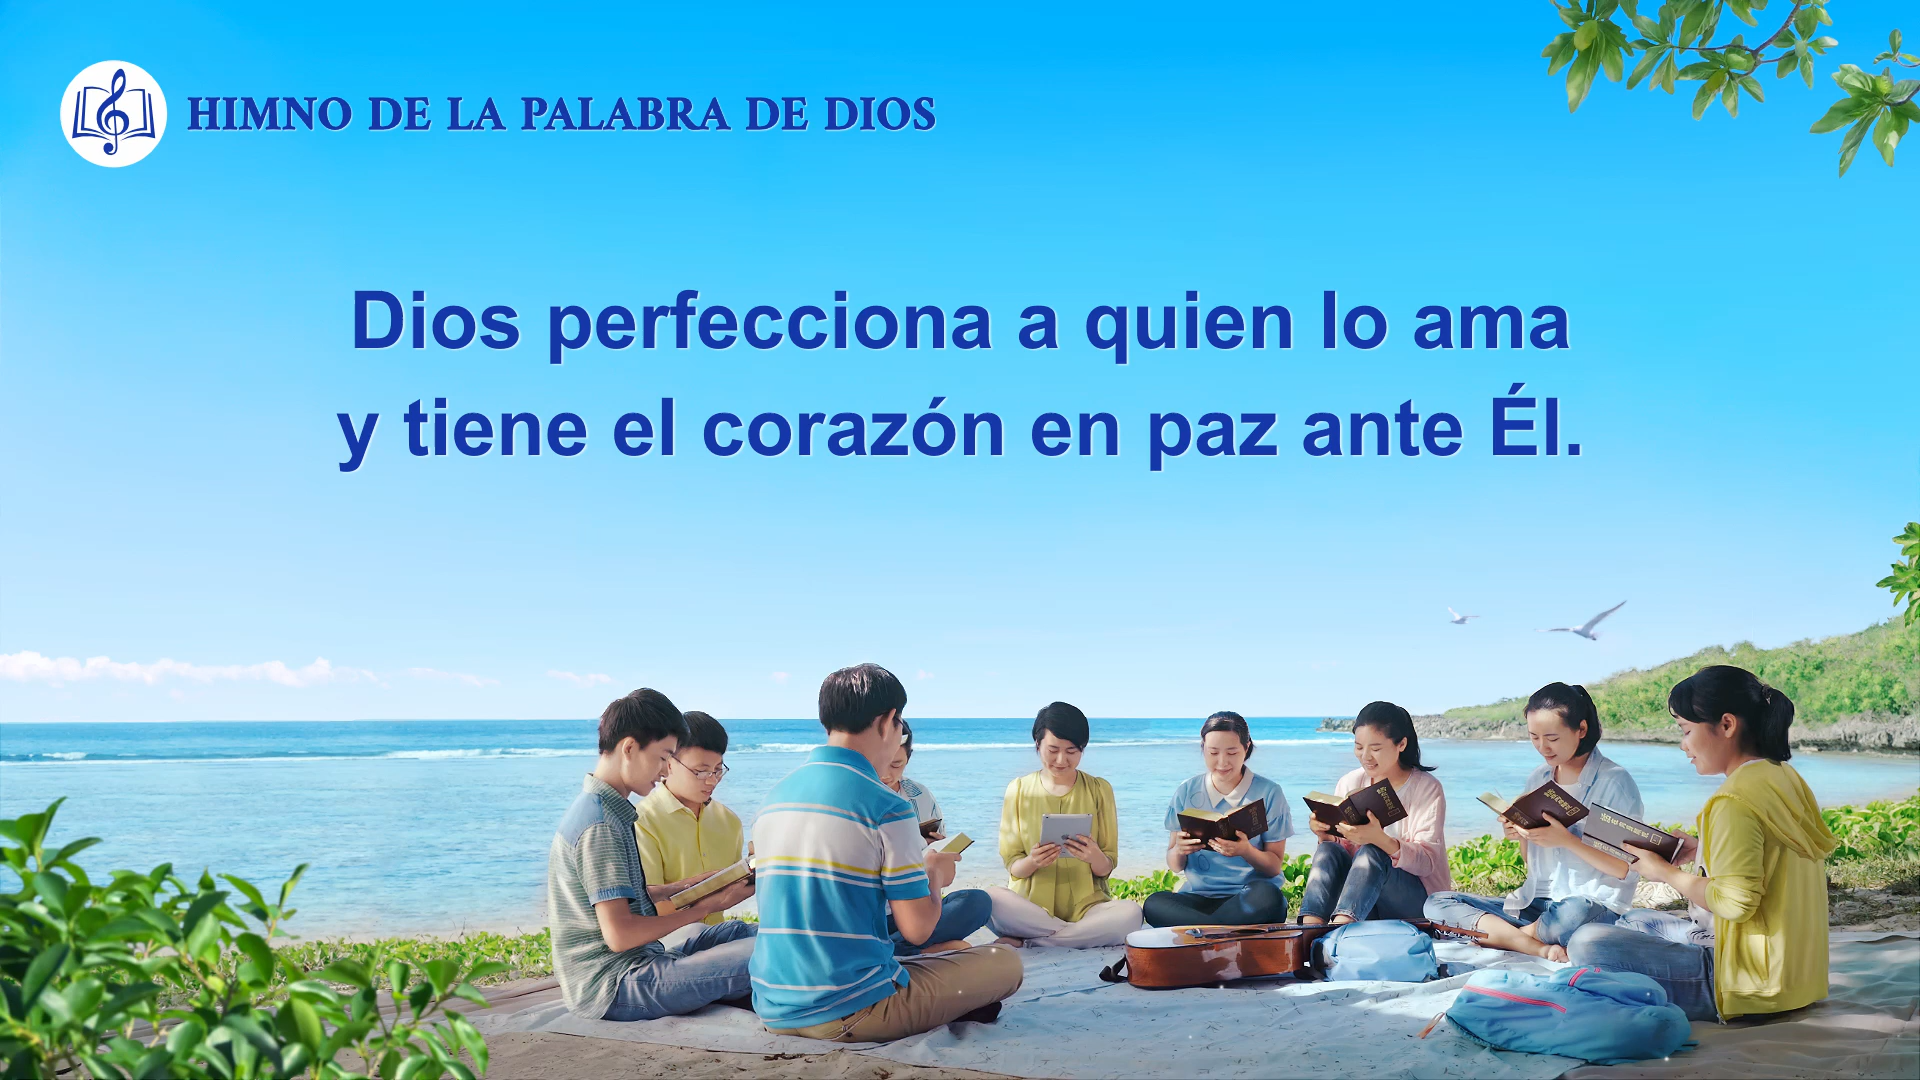 HIMNO DE LA PALABRA DE DIOS
Dios perfecciona a quien lo ama
y tiene el corazón en paz ante Él.